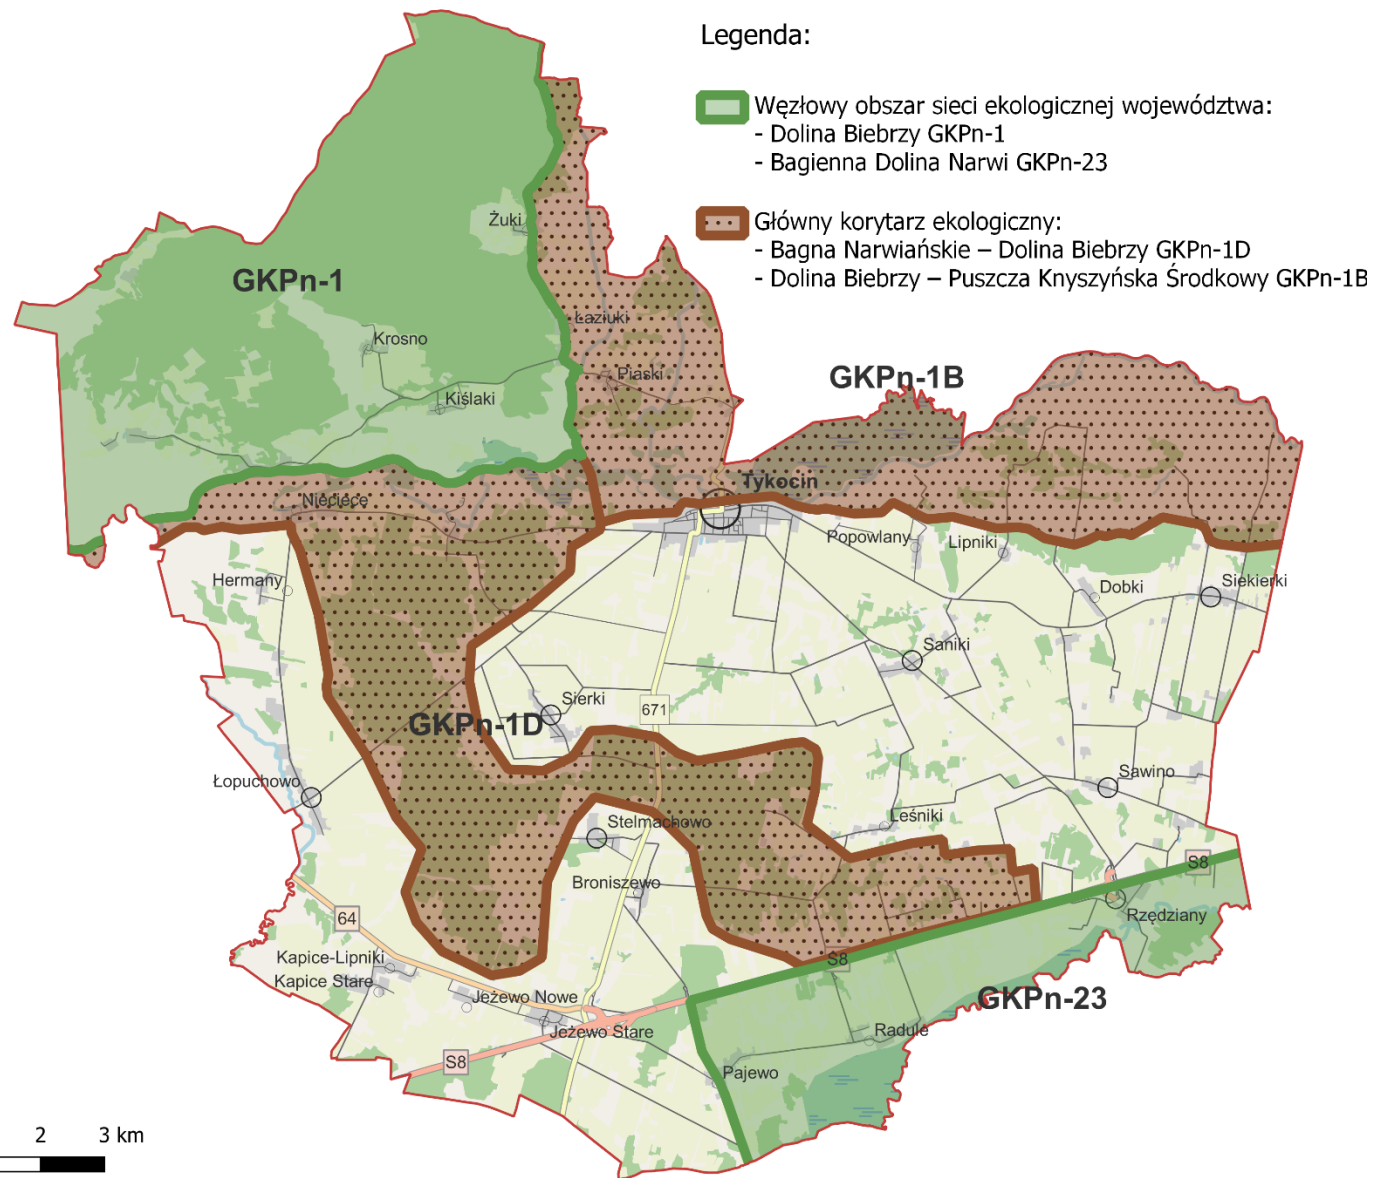 Legenda:
Węzłowy obszar sieci ekologicznej województwa:
- Dolina Biebrzy GKPn-1
- Bagienna Dolina Narwi GKPn-23
Główny korytarz ekologiczny:
- Bagna Narwiańskie – Dolina Biebrzy GKPn-1D
- Dolina Biebrzy – Puszcza Knyszyńska Środkowy GKPn-1B
Żuki
GKPn-1
Łaziuki
Krosno
Piaski
GKPn-1B
Kiślaki
Tykocin
Niecięce
Popowlany
Lipniki
Hermany
Dobki
Siekierki
Saniki
Sierki
671
GKPn-1D
Łopuchowo
Sawino
Stelmachowo
Leśniki
S8
Broniszewo
Rzędziany
64
Kapice-Lipniki
S8
Kapice Stare
Jeżewo Nowe
GKPn-23
Jeżewo Stare
Radule
S8
Pajewo
2 3 km